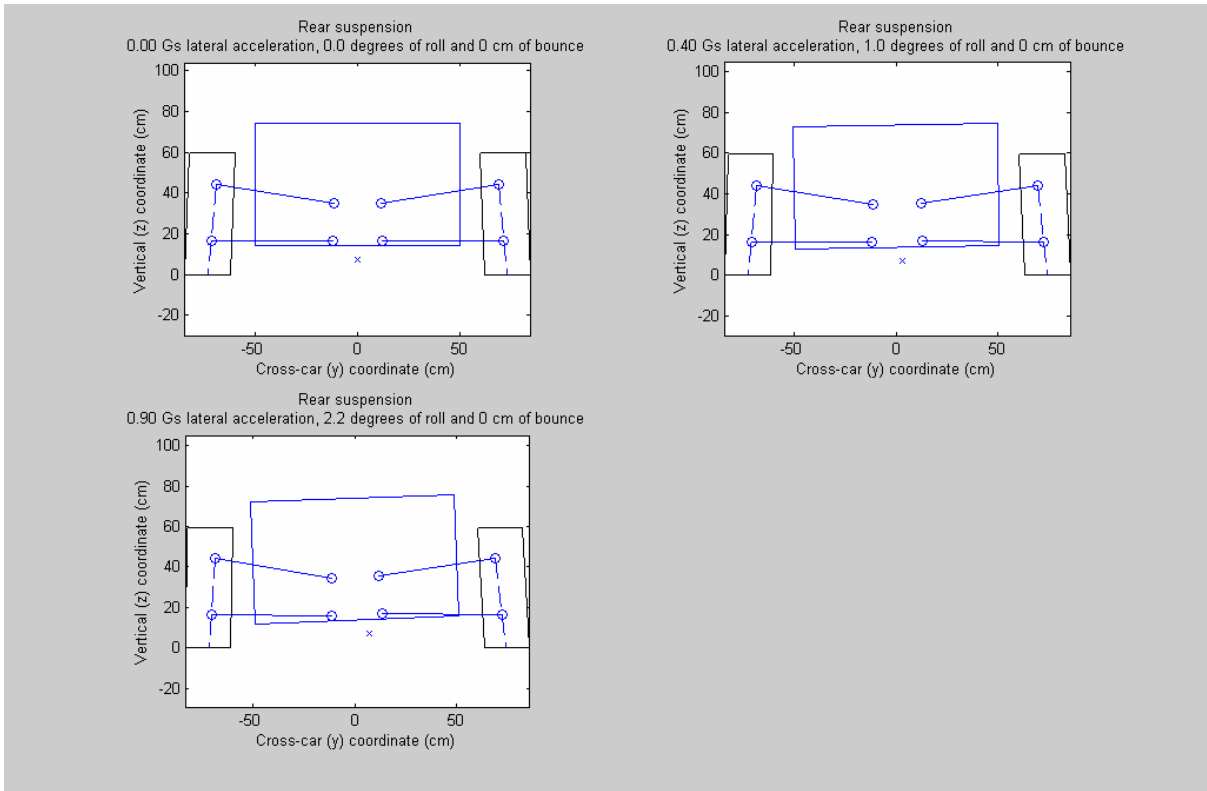 Rear suspension
0.00 Gs lateral acceleration, 0.0 degrees of roll and 0 cm of bounce
100
80
60
40
20
0
-20
Vertical (z) coordinate (cm)
-50 0 50
Cross-car (y) coordinate (cm)
Rear suspension
0.40 Gs lateral acceleration, 1.0 degrees of roll and 0 cm of bounce
100
80
60
40
20
0
-20
Vertical (z) coordinate (cm)
-50 0 50
Cross-car (y) coordinate (cm)
Rear suspension
0.90 Gs lateral acceleration, 2.2 degrees of roll and 0 cm of bounce
100
80
60
40
20
0
-20
Vertical (z) coordinate (cm)
-50 0 50
Cross-car (y) coordinate (cm)